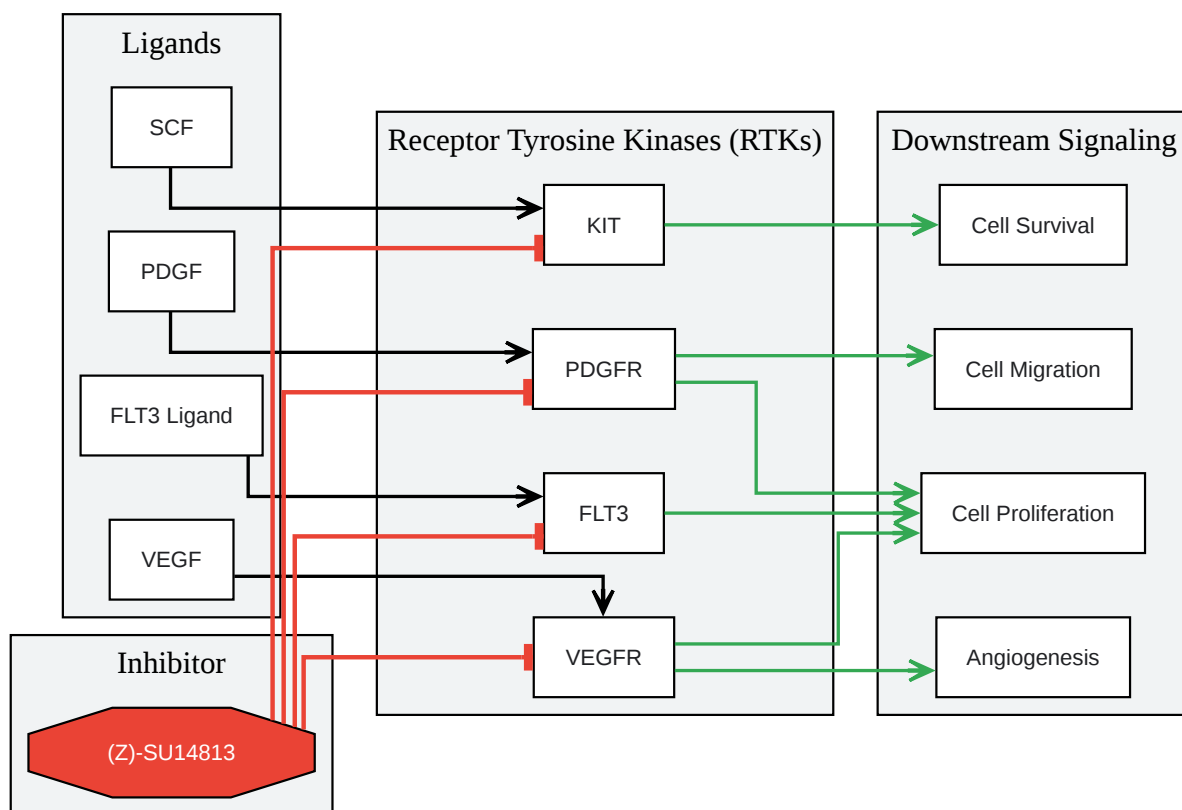 Ligands
SCF
PDGF
FLT3 Ligand
VEGF
Inhibitor
(Z)-SU14813
Receptor Tyrosine Kinases (RTKs)
KIT
PDGFR
FLT3
VEGFR
Downstream Signaling
Cell Survival
Cell Migration
Cell Proliferation
Angiogenesis